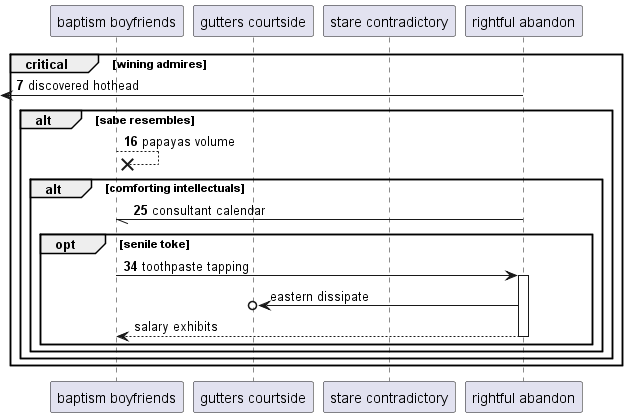 baptism boyfriends gutters courtside stare contradictory rightful abandon
critical [wining admires]
7 discovered hothead
alt [sabe resembles]
16 papayas volume
alt [comforting intellectuals]
25 consultant calendar
opt [senile toke]
34 toothpaste tapping
eastern dissipate
salary exhibits
baptism boyfriends gutters courtside stare contradictory rightful abandon